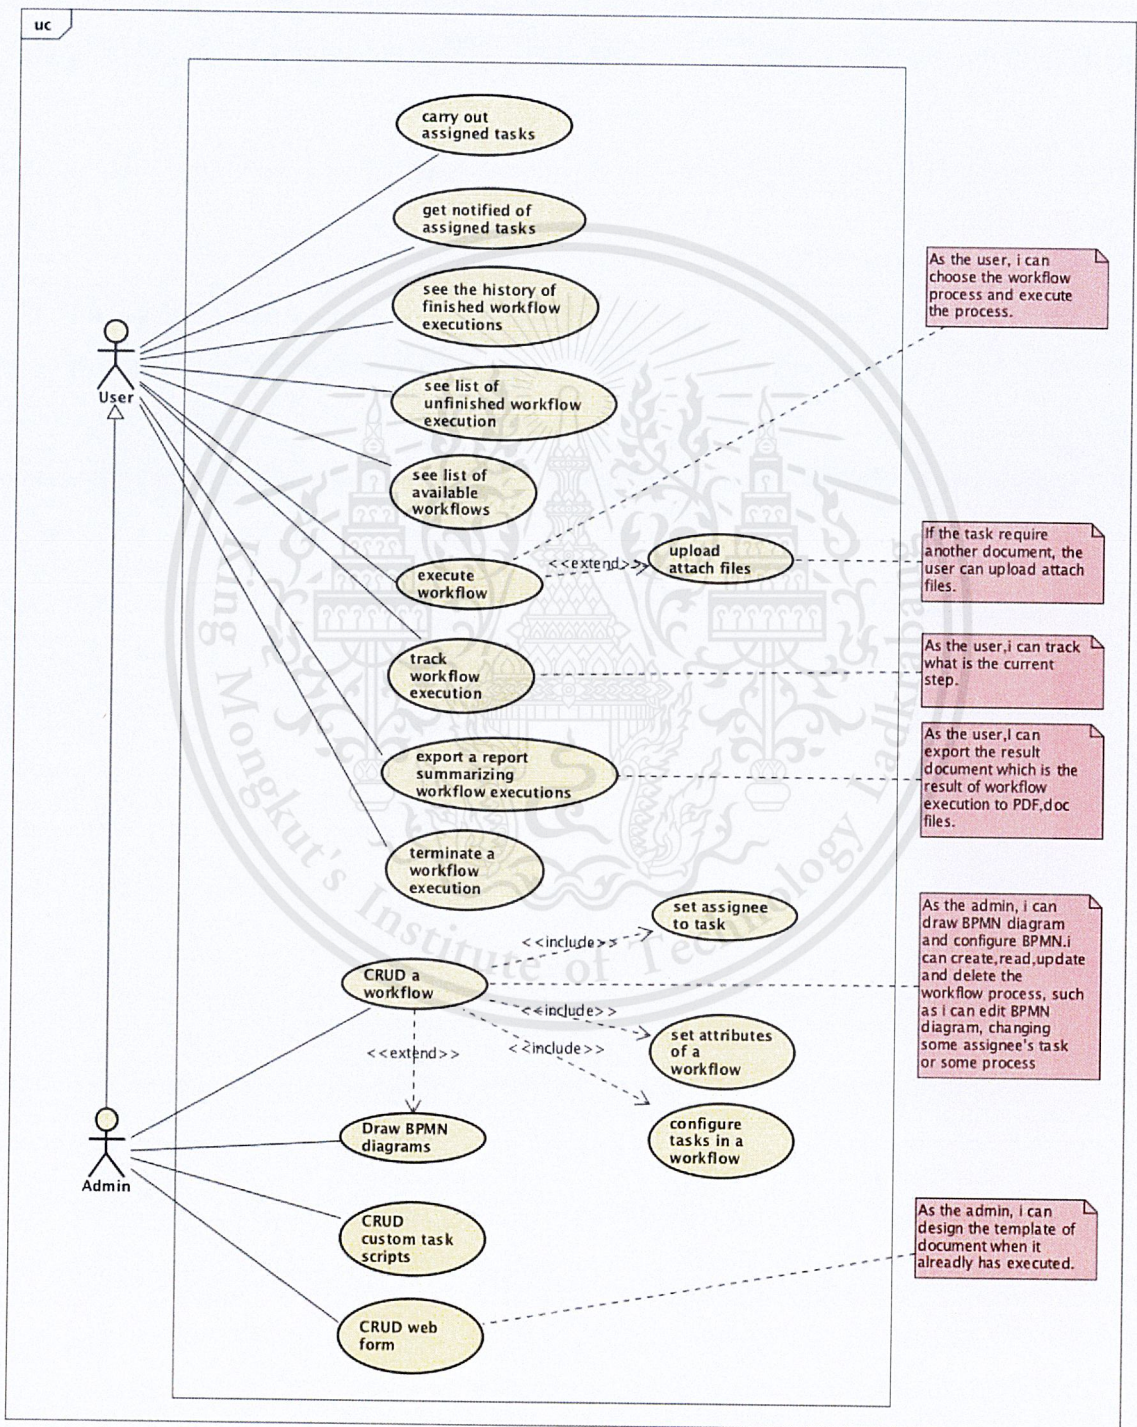 uc
carry out
assigned tasks
get notified of
assigned tasks
see the history of
finished workflow
executions
see list of
unfinished workflow
execution
see list of
available
workflows
execute
workflow
<<extend>>
upload
attach files
track
workflow
execution
export a report
summarizing
workflow executions
terminate a
workflow
execution
User
As the user, i can
choose the workflow
process and execute
the process.
If the task require
another document, the
user can upload attach
files.
As the user,i can track
what is the current
step.
As the user,I can
export the result
document which is the
result of workflow
execution to PDF,doc
files.
set assignee
to task
<<include>>
CRUD a
workflow
<<include>>
set attributes
of a
workflow
<<extend>>
<<include>>
configure
tasks in a
workflow
Draw BPMN
diagrams
Admin
CRUD
custom task
scripts
CRUD web
form
As the admin, i can
draw BPMN diagram
and configure BPMN.i
can create,read,update
and delete the
workflow process, such
as i can edit BPMN
diagram, changing
some assignee's task
or some process
As the admin, i can
design the template of
document when it
alreadly has executed.
King Mongkut's Institute of Technology Ladkrabang